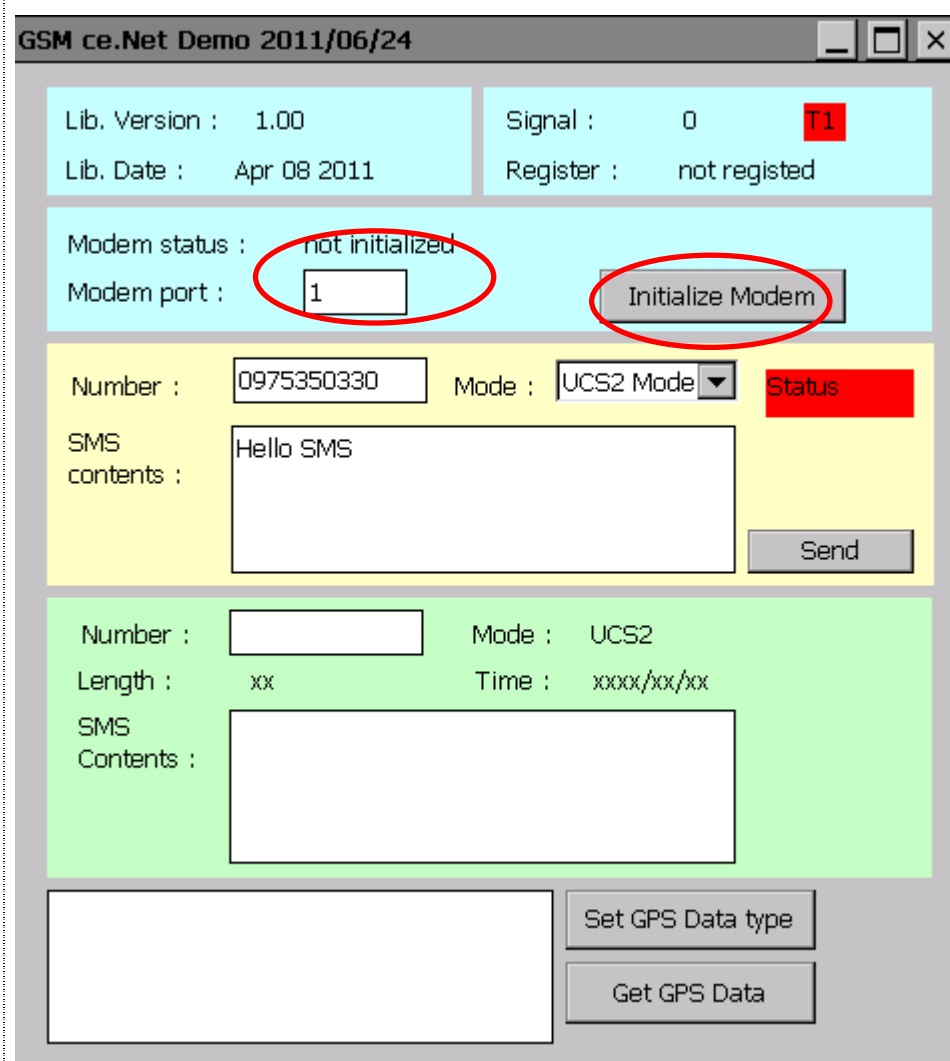 GSM ce.Net Demo 2011/06/24
Lib. Version : 1.00
Lib. Date : Apr 08 2011
Signal : 0 T1
Register : not registed
Modem status : not initialized
Modem port : 1
Initialize Modem
Number : 0975350330 Mode : UCS2 Mode Status
SMS
contents :
Hello SMS
Send
Number : Mode : UCS2
Length : xx Time : xxxx/xx/xx
SMS
Contents :
Set GPS Data type
Get GPS Data